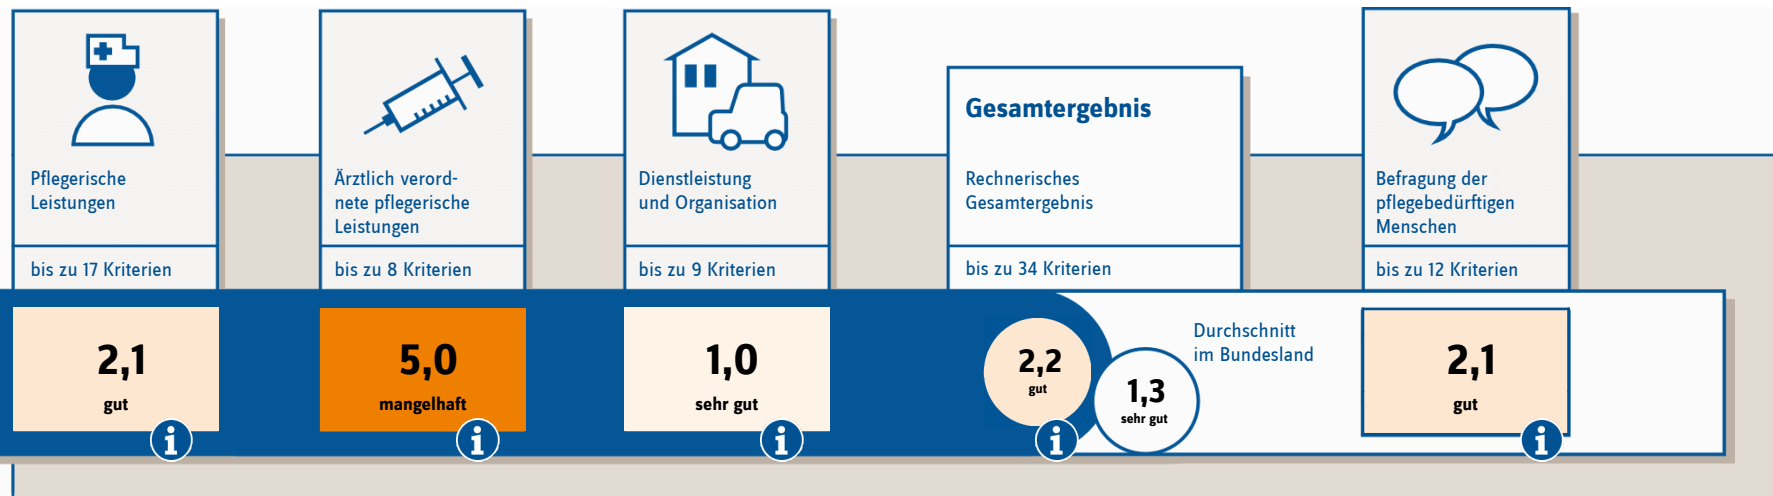 Pflegerische
Leistungen
bis zu 17 Kriterien
2,1
gut
i
Ärztlich verord-
nete pflegerische
Leistungen
bis zu 8 Kriterien
5,0
mangelhaft
i
Dienstleistung
und Organisation
bis zu 9 Kriterien
1,0
sehr gut
i
Gesamtergebnis
Rechnerisches
Gesamtergebnis
bis zu 34 Kriterien
2,2
gut
i
1,3
sehr gut
Durchschnitt
im Bundesland
Befragung der
pflegebedürftigen
Menschen
bis zu 12 Kriterien
2,1
gut
i